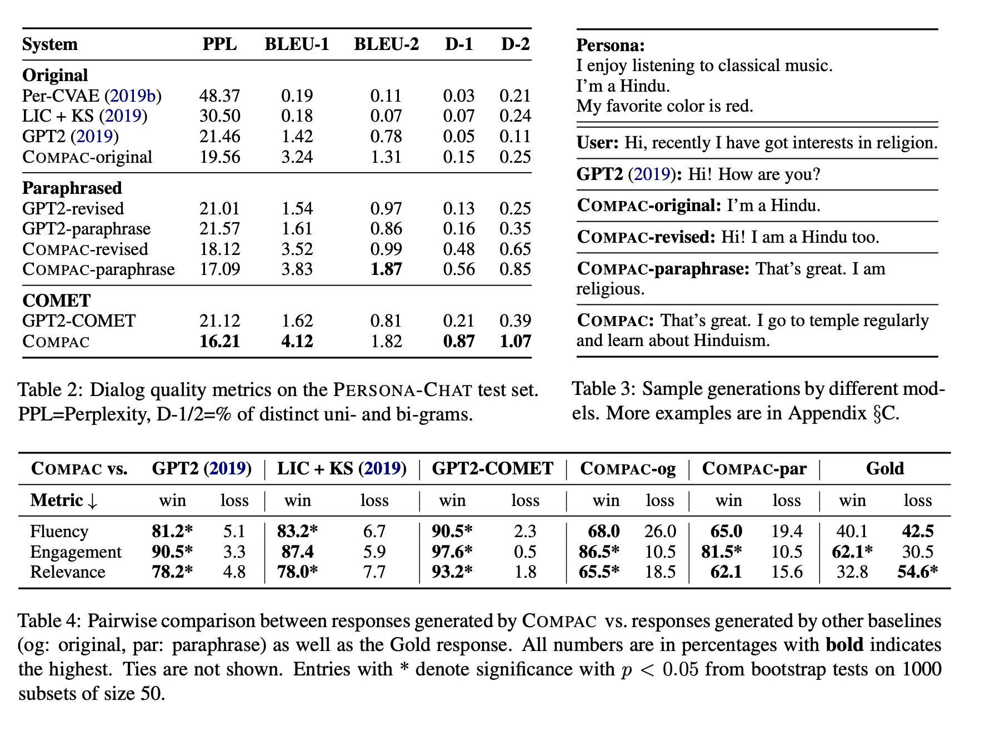 System PPL BLEU-1 BLEU-2 D-1 D-2
Original
Per-CVAE (2019b) 48.37 0.19 0.11 0.03 0.21
LIC + KS (2019) 30.50 0.18 0.07 0.07 0.24
GPT2 (2019) 21.46 1.42 0.78 0.05 0.11
COMPAC-original 19.56 3.24 1.31 0.15 0.25
Paraphrased
GPT2-revised 21.01 1.54 0.97 0.13 0.25
GPT2-paraphrase 21.57 1.61 0.86 0.16 0.35
COMPAC-revised 18.12 3.52 0.99 0.48 0.65
COMPAC-paraphrase 17.09 3.83 1.87 0.56 0.85
COMET
GPT2-COMET 21.12 1.62 0.81 0.21 0.39
COMPAC 16.21 4.12 1.82 0.87 1.07
Table 2: Dialog quality metrics on the PERSONA-CHAT test set.
PPL=Perplexity, D-1/2=% of distinct uni- and bi-grams.
Persona:
I enjoy listening to classical music.
I'm a Hindu.
My favorite color is red.
User: Hi, recently I have got interests in religion.
GPT2 (2019): Hi! How are you?
COMPAC-original: I'm a Hindu.
COMPAC-revised: Hi! I am a Hindu too.
COMPAC-paraphrase: That's great. I am
religious.
COMPAC: That's great. I go to temple regularly
and learn about Hinduism.
Table 3: Sample generations by different mod-
els. More examples are in Appendix §C.
COMPAC vs. GPT2 (2019) LIC + KS (2019) GPT2-COMET COMPAC-og COMPAC-par Gold
Metric ↓ win loss win loss win loss win loss win loss win loss
Fluency 81.2* 5.1 83.2* 6.7 90.5* 2.3 68.0 26.0 65.0 19.4 40.1 42.5
Engagement 90.5* 3.3 87.4 5.9 97.6* 0.5 86.5* 10.5 81.5* 10.5 62.1* 30.5
Relevance 78.2* 4.8 78.0* 7.7 93.2* 1.8 65.5* 18.5 62.1 15.6 32.8 54.6*
Table 4: Pairwise comparison between responses generated by COMPAC vs. responses generated by other baselines
(og: original, par: paraphrase) as well as the Gold response. All numbers are in percentages with bold indicates
the highest. Ties are not shown. Entries with * denote significance with p < 0.05 from bootstrap tests on 1000
subsets of size 50.